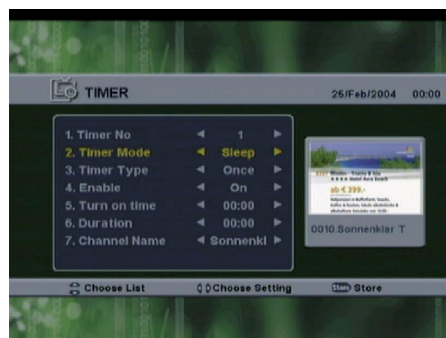 TIMER
25/Feb/2004 00:00
1. Timer No 1
2. Timer Mode Sleep
3. Timer Type Once
4. Enable On
5. Turn on time 00:00
6. Duration 00:00
7. Channel Name Sonnenkl
ab € 399.-
0010.Sonnenklar T
Choose List
Choose Setting
Store Store